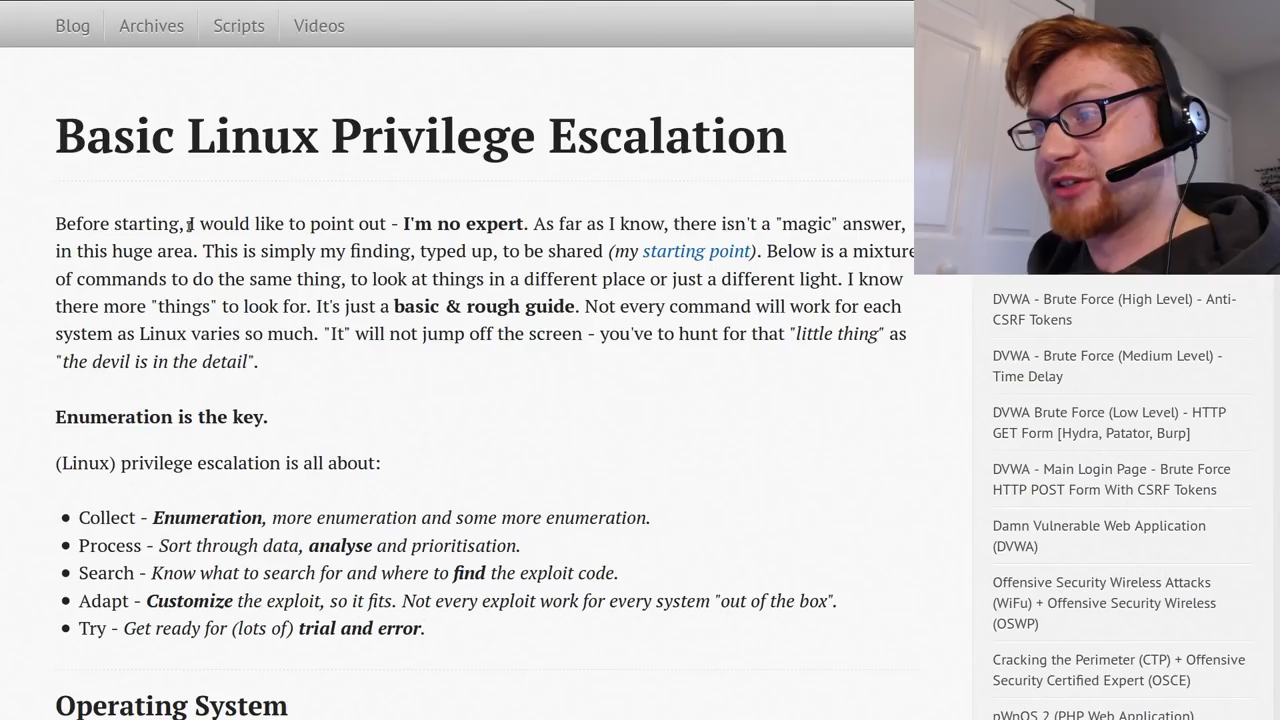 Blog Archives Scripts Videos
Basic Linux Privilege Escalation
Before starting, I would like to point out - I'm no expert. As far as I know, there isn't a "magic" answer,
in this huge area. This is simply my finding, typed up, to be shared (my starting point). Below is a mixture
of commands to do the same thing, to look at things in a different place or just a different light. I know
there more "things" to look for. It's just a basic & rough guide. Not every command will work for each
system as Linux varies so much. "It" will not jump off the screen - you've to hunt for that "little thing" as
"the devil is in the detail".
Enumeration is the key.
(Linux) privilege escalation is all about:
• Collect - Enumeration, more enumeration and some more enumeration.
• Process - Sort through data, analyse and prioritisation.
• Search - Know what to search for and where to find the exploit code.
• Adapt - Customize the exploit, so it fits. Not every exploit work for every system "out of the box".
• Try - Get ready for (lots of) trial and error.
Operating System
DVWA - Brute Force (High Level) - Anti-
CSRF Tokens
DVWA - Brute Force (Medium Level) -
Time Delay
DVWA Brute Force (Low Level) - HTTP
GET Form [Hydra, Patator, Burp]
DVWA - Main Login Page - Brute Force
HTTP POST Form With CSRF Tokens
Damn Vulnerable Web Application
(DVWA)
Offensive Security Wireless Attacks
(WiFu) + Offensive Security Wireless
(OSWP)
Cracking the Perimeter (CTP) + Offensive
Security Certified Expert (OSCE)
pWnOS 2 (PHP Web Application)